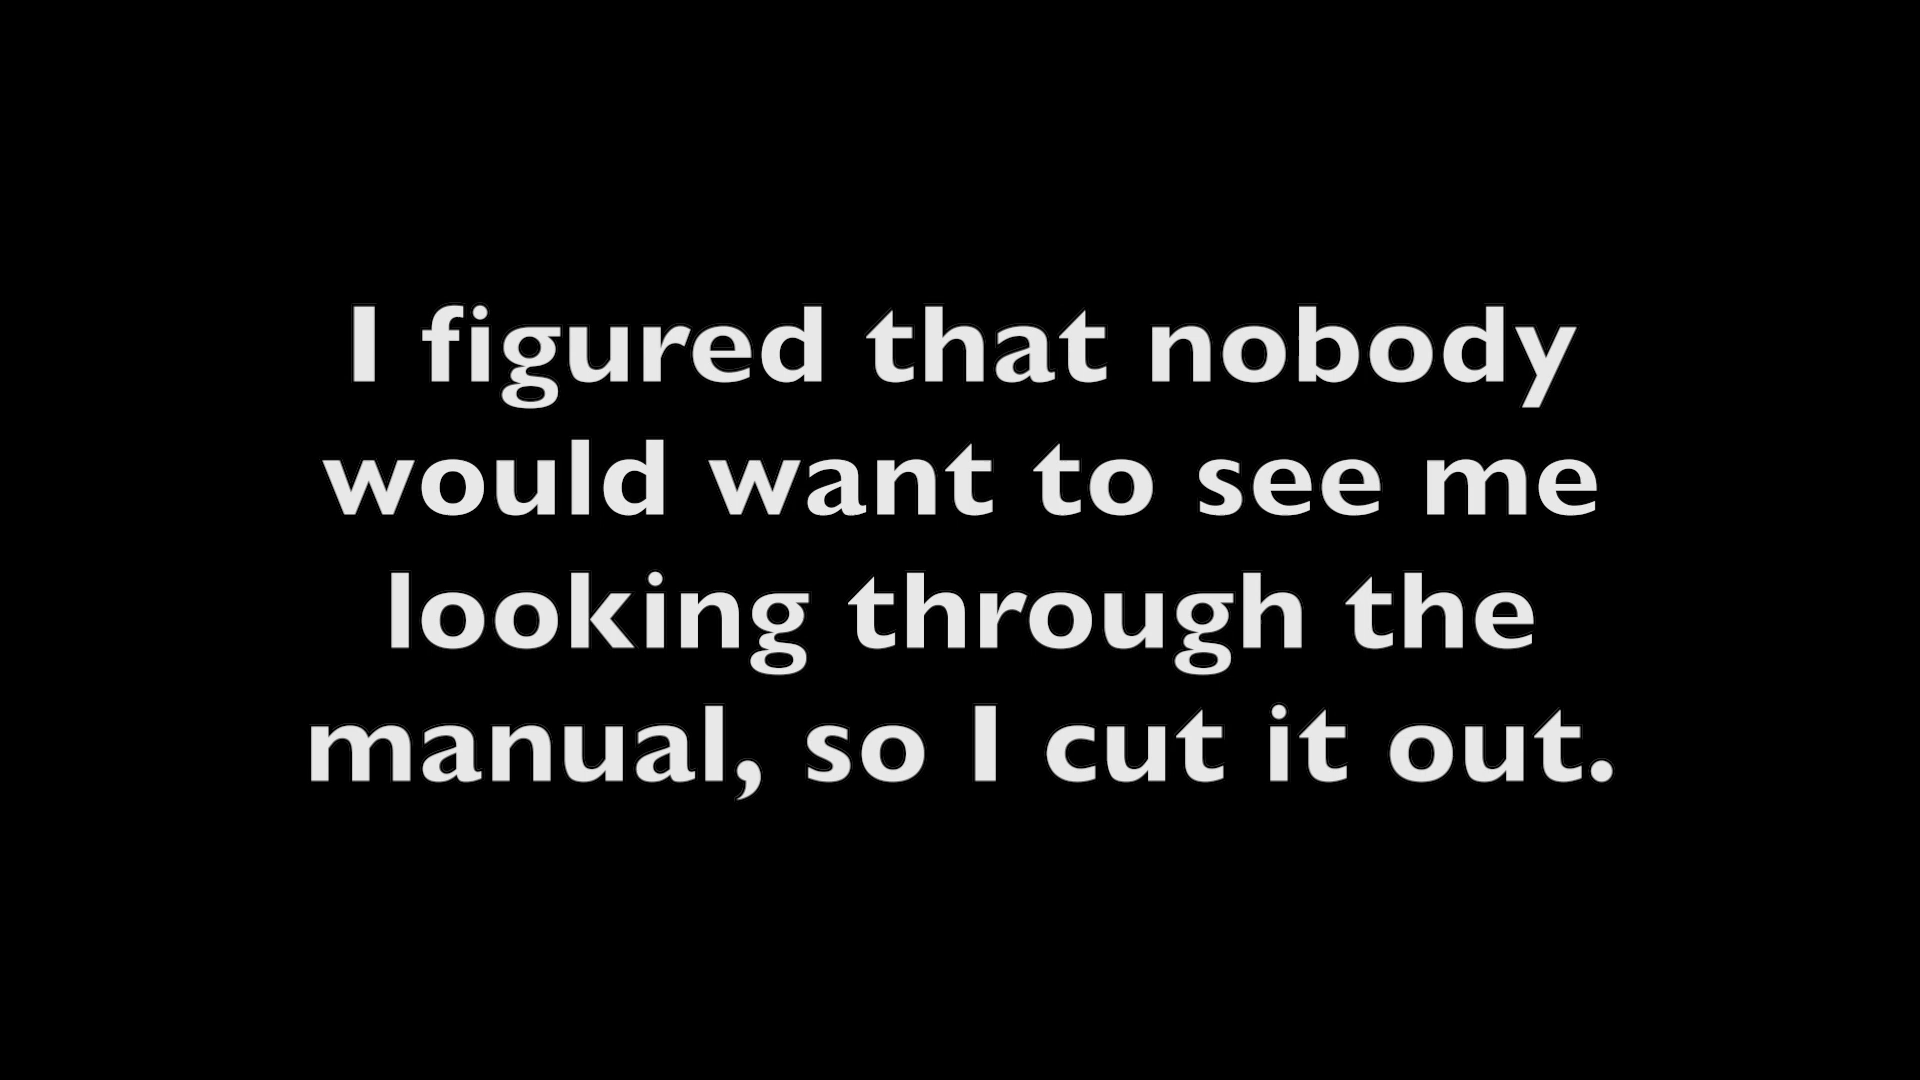 I figured that nobody
would want to see me
looking through the
manual, so I cut it out.